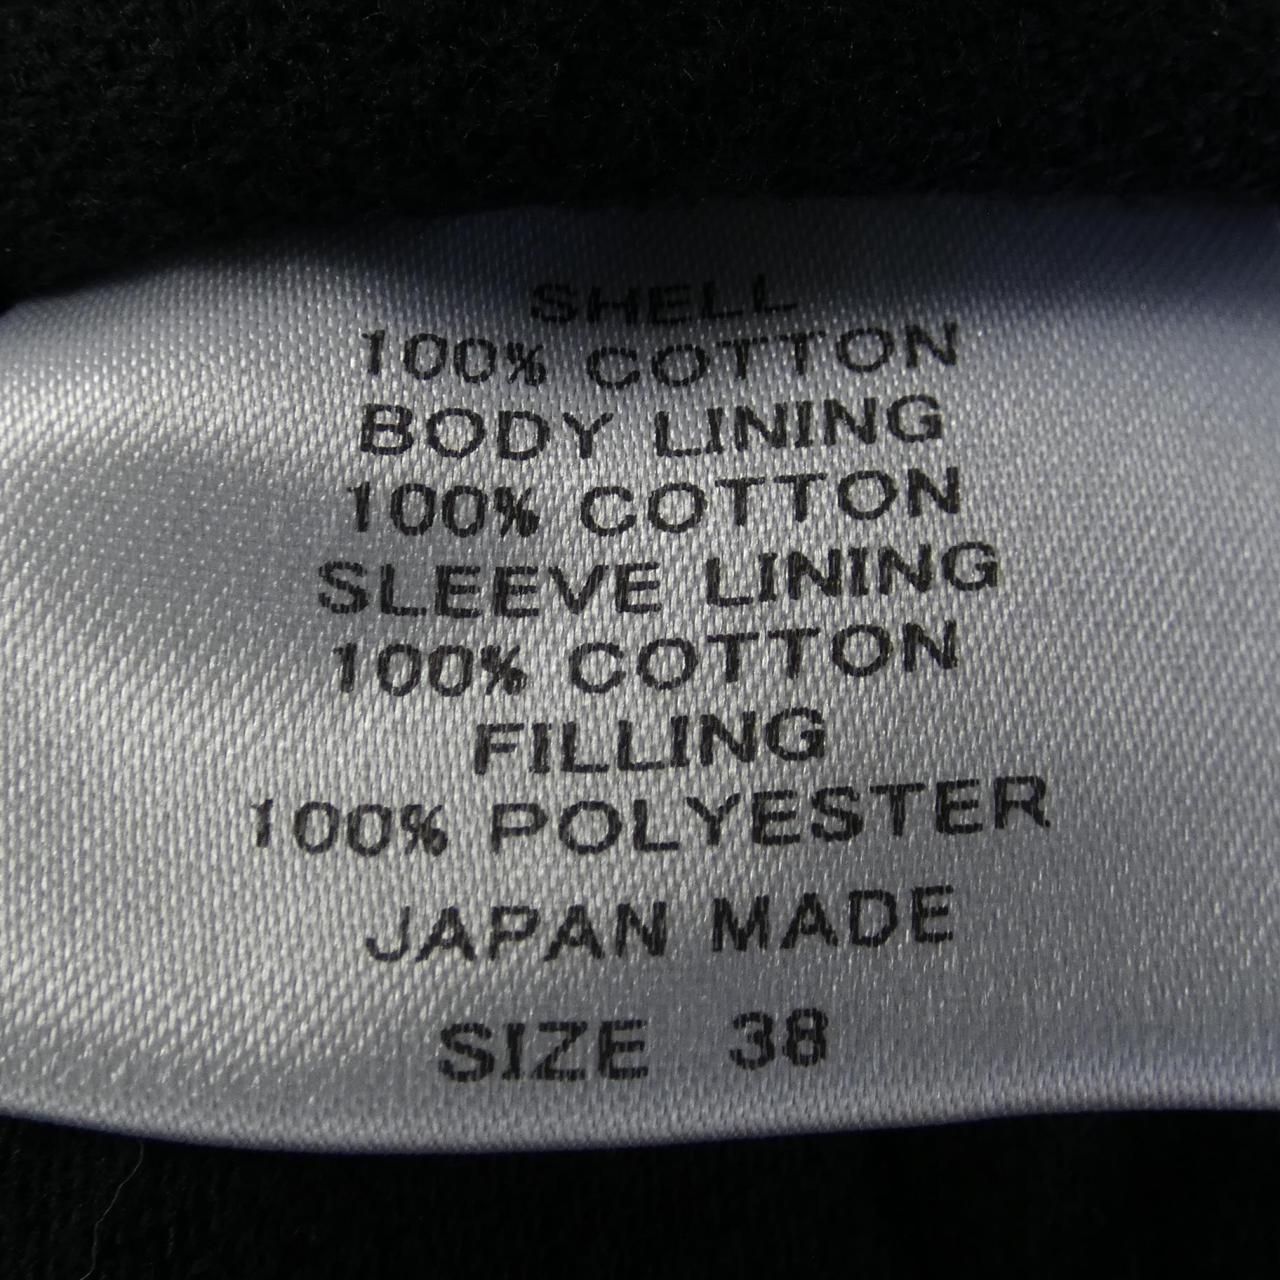 SHELL
100% COTTON
BODY LINING
100% COTTON
SLEEVE LINING
100% COTTON
FILLING
100% POLYESTER
JAPAN MADE
SIZE 38